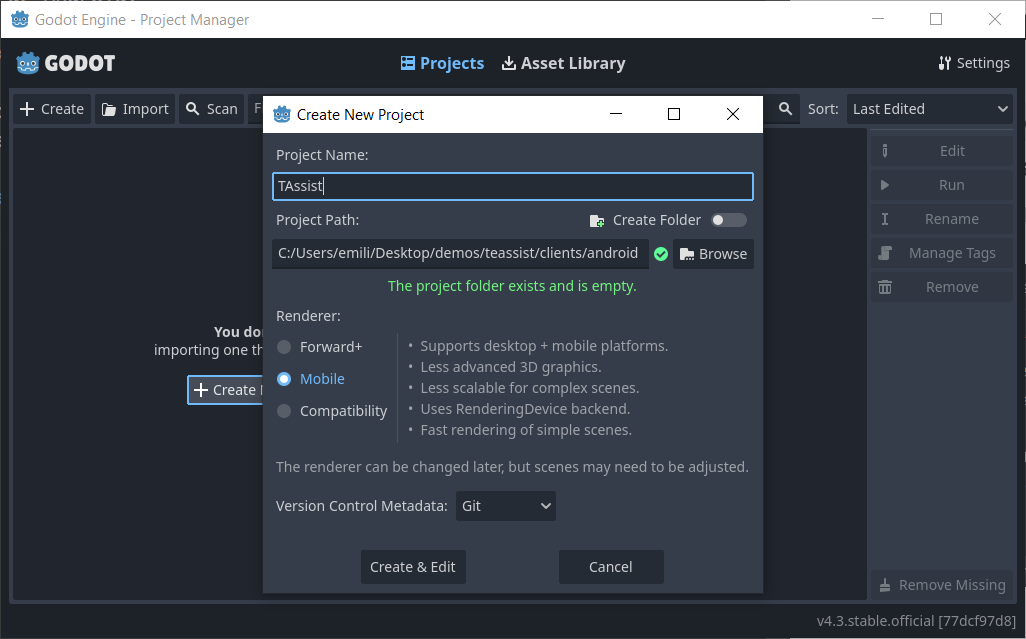 Godot Engine - Project Manager
GODOT
Projects
Asset Library
Settings
Create
Import
Scan
Sort:
Last Edited
Create New Project
Project Name:
TAssist
Project Path:
Create Folder
C:/Users/emili/Desktop/demos/teassist/clients/android
Browse
The project folder exists and is empty.
Renderer:
Forward+
Mobile
Compatibility
• Supports desktop + mobile platforms.
• Less advanced 3D graphics.
• Less scalable for complex scenes.
• Uses RenderingDevice backend.
• Fast rendering of simple scenes.
The renderer can be changed later, but scenes may need to be adjusted.
Version Control Metadata:
Git
Create & Edit
Cancel
You do
importing one th
Create
Edit
Run
Rename
Manage Tags
Remove
Remove Missing
v4.3.stable.official [77dcf97d8]